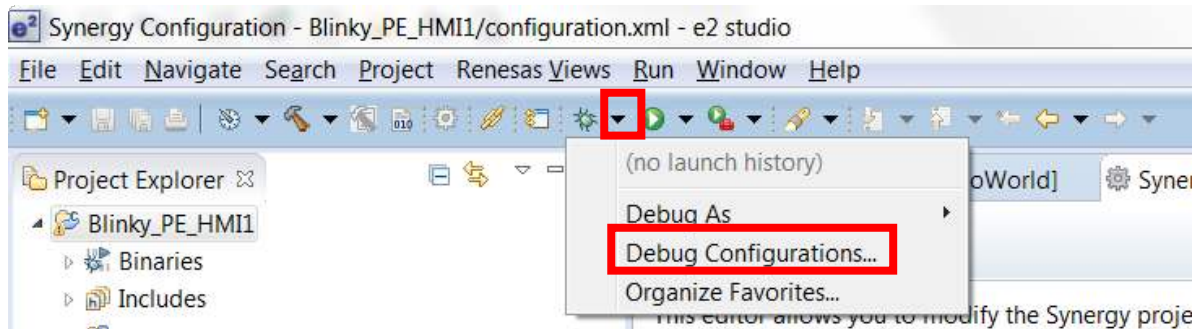 e² Synergy Configuration - Blinky_PE_HMI1/configuration.xml - e2 studio
File Edit Navigate Search Project Renesas Views Run Window Help
010
(no launch history)
Project Explorer oWorld] Syner
Debug As
Blinky_PE_HMI1
Debug Configurations...
Binaries
Organize Favorites...
Includes
This editor allows you to modify the Synergy proje